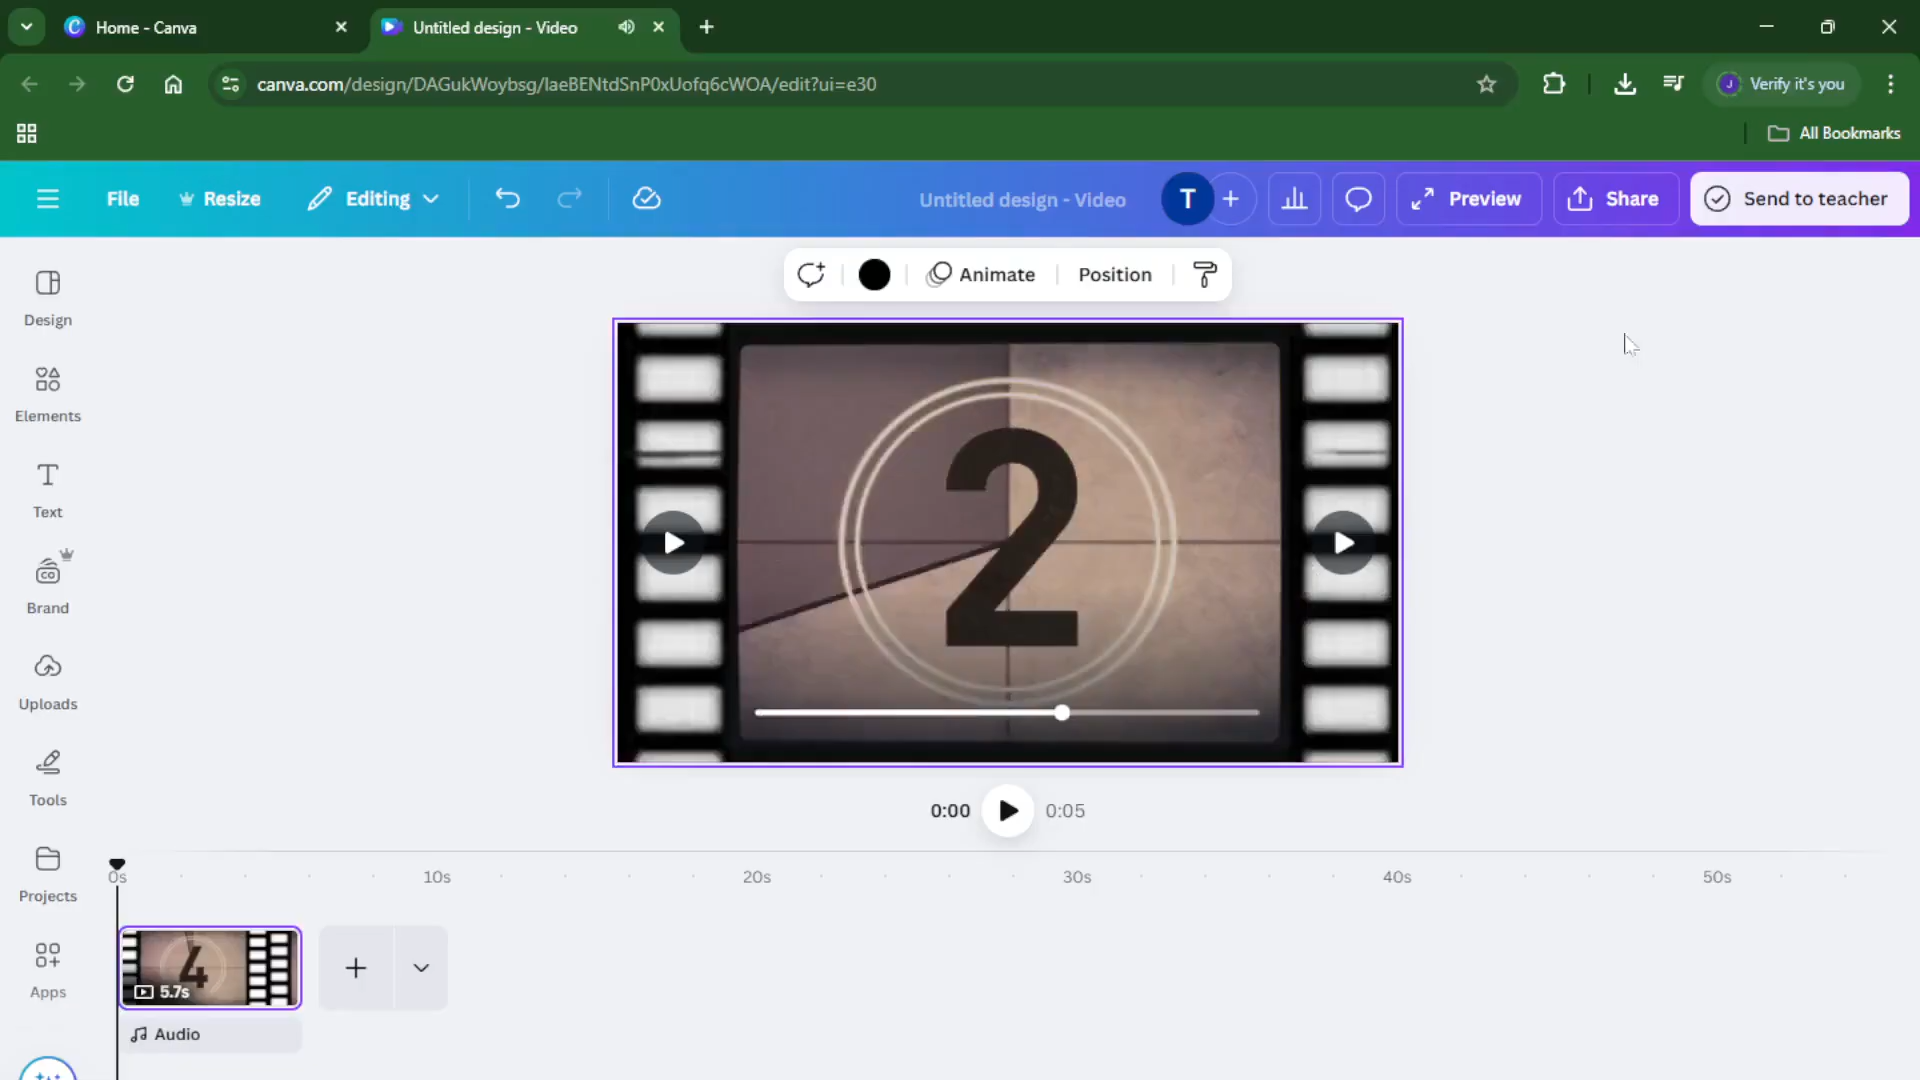 Home - Canva
Untitled design - Video
canva.com/design/DAGukWoybsg/IaeBENtdSnP0xUofq6cWOA/edit?ui=e30
J
Verify it's you
All Bookmarks
File
Resize
Editing
Untitled design - Video
T
Preview
Share
Send to teacher
Animate
Position
Design
Elements
Text
CO
Brand
Uploads
Tools
Projects
Apps
2
0:00
0:05
0s
10s
20s
30s
40s
50s
4
5.7s
Audio